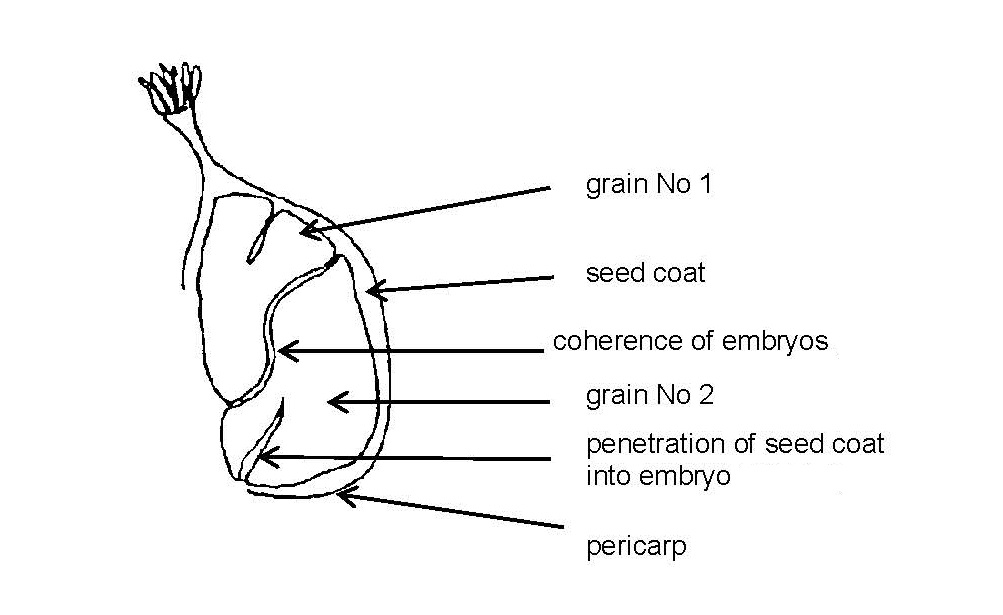 grain No 1
seed coat
coherence of embryos
grain No 2
penetration of seed coat
into embryo
pericarp